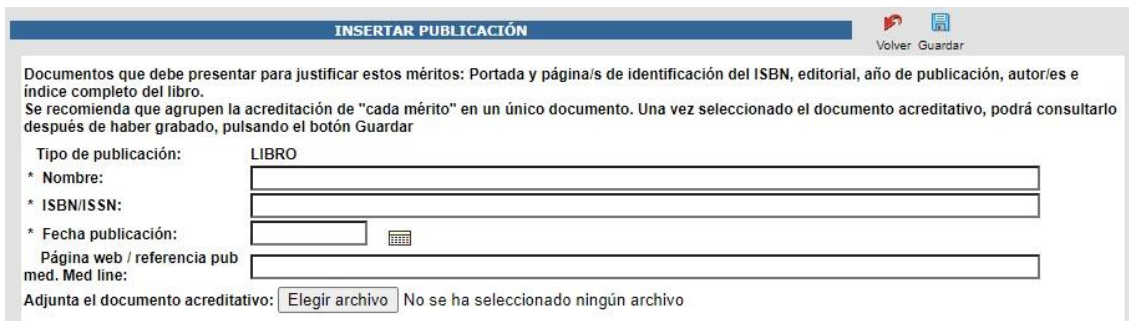 INSERTAR PUBLICACIÓN
Volver Guardar
Documentos que debe presentar para justificar estos méritos: Portada y página/s de identificación del ISBN, editorial, año de publicación, autor/es e
índice completo del libro.
Se recomienda que agrupen la acreditación de "cada mérito" en un único documento. Una vez seleccionado el documento acreditativo, podrá consultarlo
después de haber grabado, pulsando el botón Guardar
Tipo de publicación: LIBRO
* Nombre:
* ISBN/ISSN:
* Fecha publicación:
Página web / referencia pub
med. Med line:
Adjunta el documento acreditativo: Elegir archivo No se ha seleccionado ningún archivo